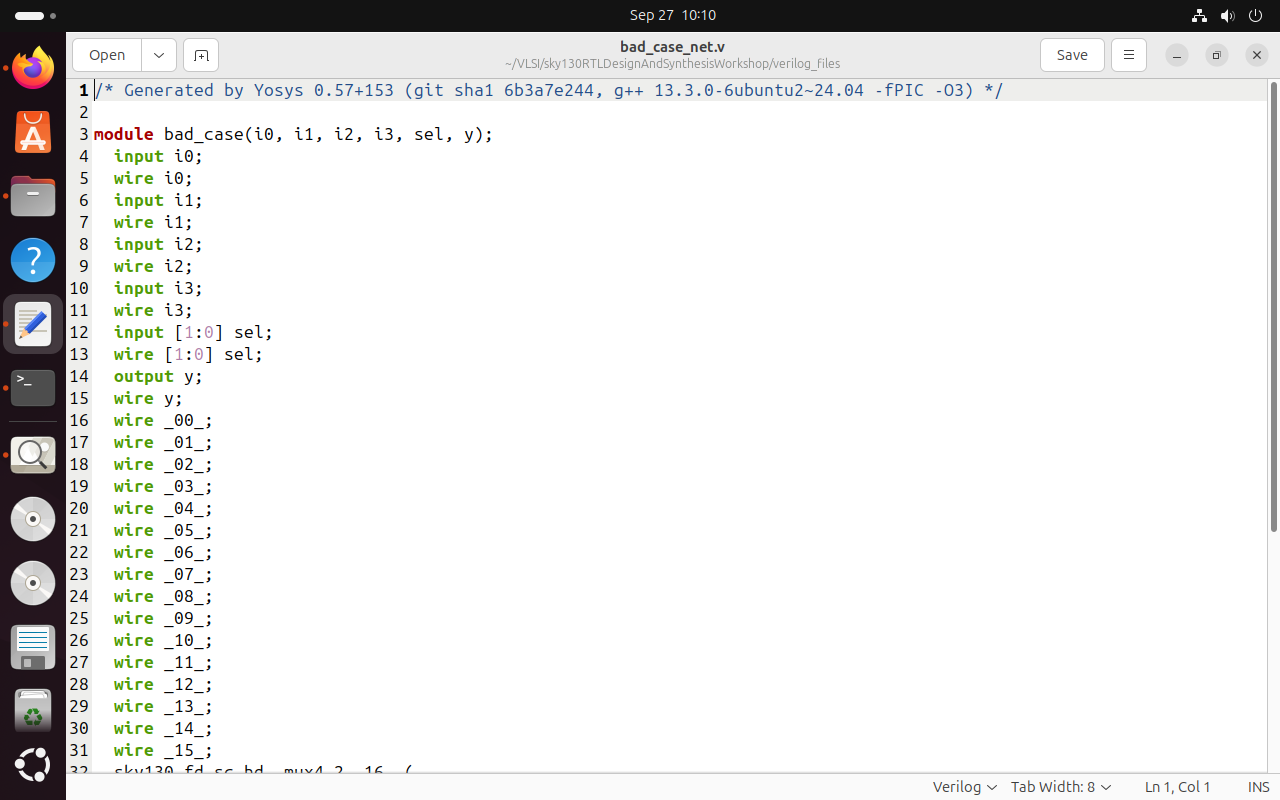 Sep 27 10:10
Open
bad_case_net.v
~/VLSI/sky130RTLDesignAndSynthesisWorkshop/verilog_files
Save
1 /* Generated by Yosys 0.57+153 (git sha1 6b3a7e244, g++ 13.3.0-6ubuntu2~24.04 -fPIC -O3) */
2
3 module bad_case(i0, i1, i2, i3, sel, y);
4 input i0;
5 wire i0;
6 input i1;
7 wire i1;
8 input i2;
9 wire i2;
10 input i3;
11 wire i3;
12 input [1:0] sel;
13 wire [1:0] sel;
14 output y;
15 wire y;
16 wire _00_;
17 wire _01_;
18 wire _02_;
19 wire _03_;
20 wire _04_;
21 wire _05_;
22 wire _06_;
23 wire _07_;
24 wire _08_;
25 wire _09_;
26 wire _10_;
27 wire _11_;
28 wire _12_;
29 wire _13_;
30 wire _14_;
31 wire _15_;
32 sky130_fd_sc_hd__mux4_2 _16_ (
Verilog Tab Width: 8 Ln 1, Col 1 INS